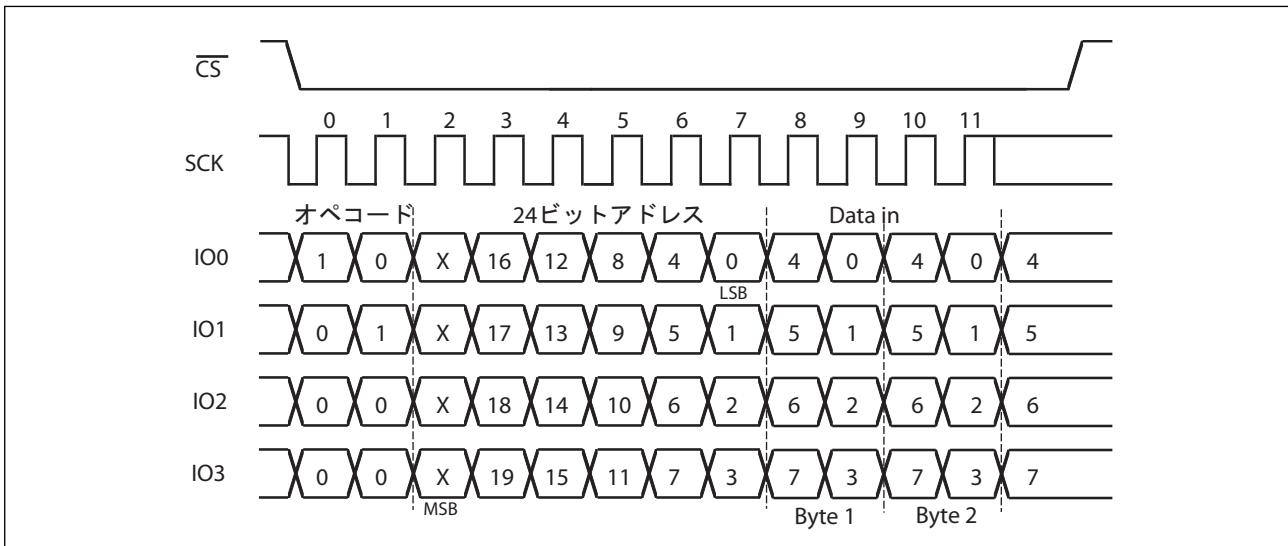 CS
0 1 2 3 4 5 6 7 8 9 10 11
SCK
オペコード 24ビットアドレス Data in
IO0 1 0 X 16 12 8 4 0 4 0 4 0 4
LSB
IO1 0 1 X 17 13 9 5 1 5 1 5 1 5
IO2 0 0 X 18 14 10 6 2 6 2 6 2 6
IO3 0 0 X 19 15 11 7 3 7 3 7 3 7
MSB
Byte 1 Byte 2